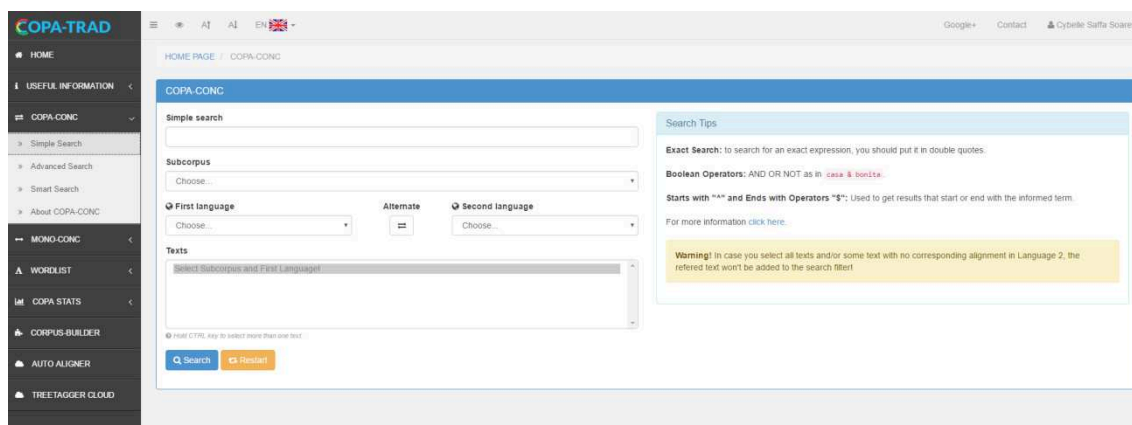 COPA-TRAD
EN
Google+ Contact Cybelle Saffa Soare
HOME
USEFUL INFORMATION
COPA-CONC
Simple Search
Advanced Search
Smart Search
About COPA-CONC
MONO-CONC
WORDLIST
COPA STATS
CORPUS-BUILDER
AUTO ALIGNER
TREETAGGER CLOUD
HOME PAGE / COPA-CONC
COPA-CONC
Simple search
Subcorpus
Choose...
First language Alternate Second language
Choose... Choose...
Texts
Select Subcorpus and First Language!
Hold CTRL key to select more than one text.
Search Restart
Search Tips
Exact Search: to search for an exact expression, you should put it in double quotes.
Boolean Operators: AND OR NOT as in casa & bonita.
Starts with "^" and Ends with Operators "$": Used to get results that start or end with the informed term.
For more information click here.
Warning! In case you select all texts and/or some text with no corresponding alignment in Language 2, the
refered text won't be added to the search filter!